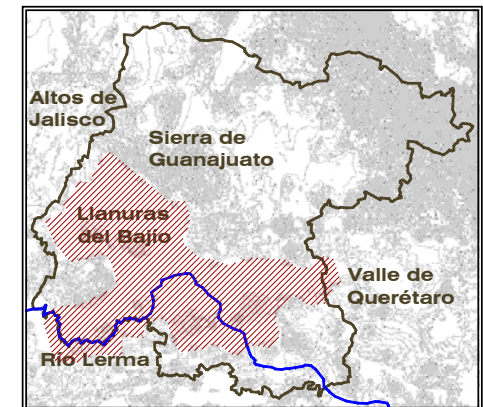 Altos de
Jalisco
Sierra de
Guanajuato
Llanuras
del Bajío
Valle de
Querétaro
Río Lerma